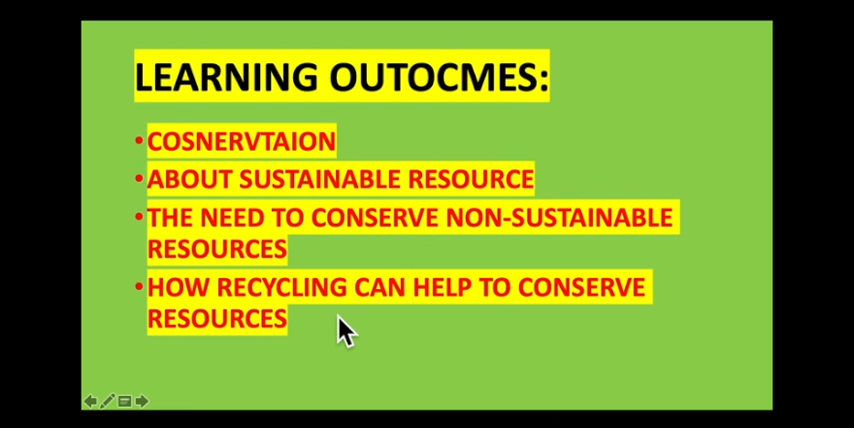 LEARNING OUTOCMES:
• COSNERVTAION
• ABOUT SUSTAINABLE RESOURCE
• THE NEED TO CONSERVE NON-SUSTAINABLE
RESOURCES
• HOW RECYCLING CAN HELP TO CONSERVE
RESOURCES